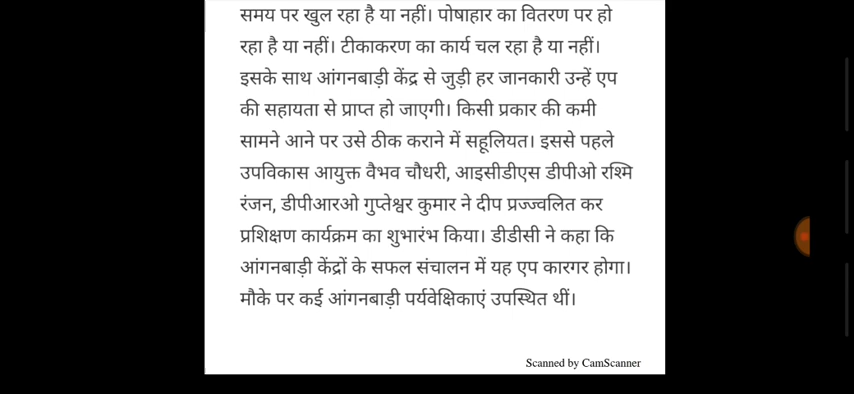 समय पर खुल रहा है या नहीं। पोषाहार का वितरण पर हो
रहा है या नहीं। टीकाकरण का कार्य चल रहा है या नहीं।
इसके साथ आंगनबाड़ी केंद्र से जुड़ी हर जानकारी उन्हें एप
की सहायता से प्राप्त हो जाएगी। किसी प्रकार की कमी
सामने आने पर उसे ठीक कराने में सहूलियत। इससे पहले
उपविकास आयुक्त वैभव चौधरी, आइसीडीएस डीपीओ रश्मि
रंजन, डीपीआरओ गुप्तेश्वर कुमार ने दीप प्रज्ज्वलित कर
प्रशिक्षण कार्यक्रम का शुभारंभ किया। डीडीसी ने कहा कि
आंगनबाड़ी केंद्रों के सफल संचालन में यह एप कारगर होगा।
मौके पर कई आंगनबाड़ी पर्यवेक्षिकाएं उपस्थित थीं।
Scanned by CamScanner